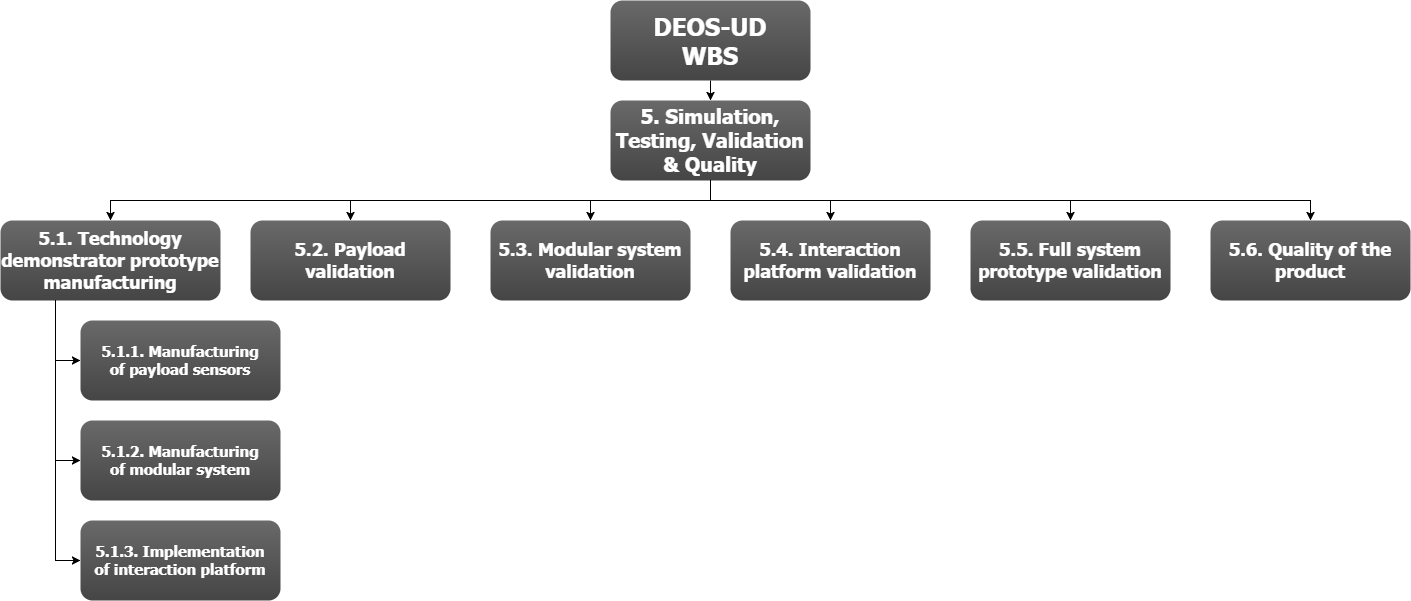 DEOS-UD
WBS
5. Simulation,
Testing, Validation
& Quality
5.1. Technology
demonstrator prototype
manufacturing
5.2. Payload
validation
5.3. Modular system
validation
5.4. Interaction
platform validation
5.5. Full system
prototype validation
5.6. Quality of the
product
5.1.1. Manufacturing
of payload sensors
5.1.2. Manufacturing
of modular system
5.1.3. Implementation
of interaction platform